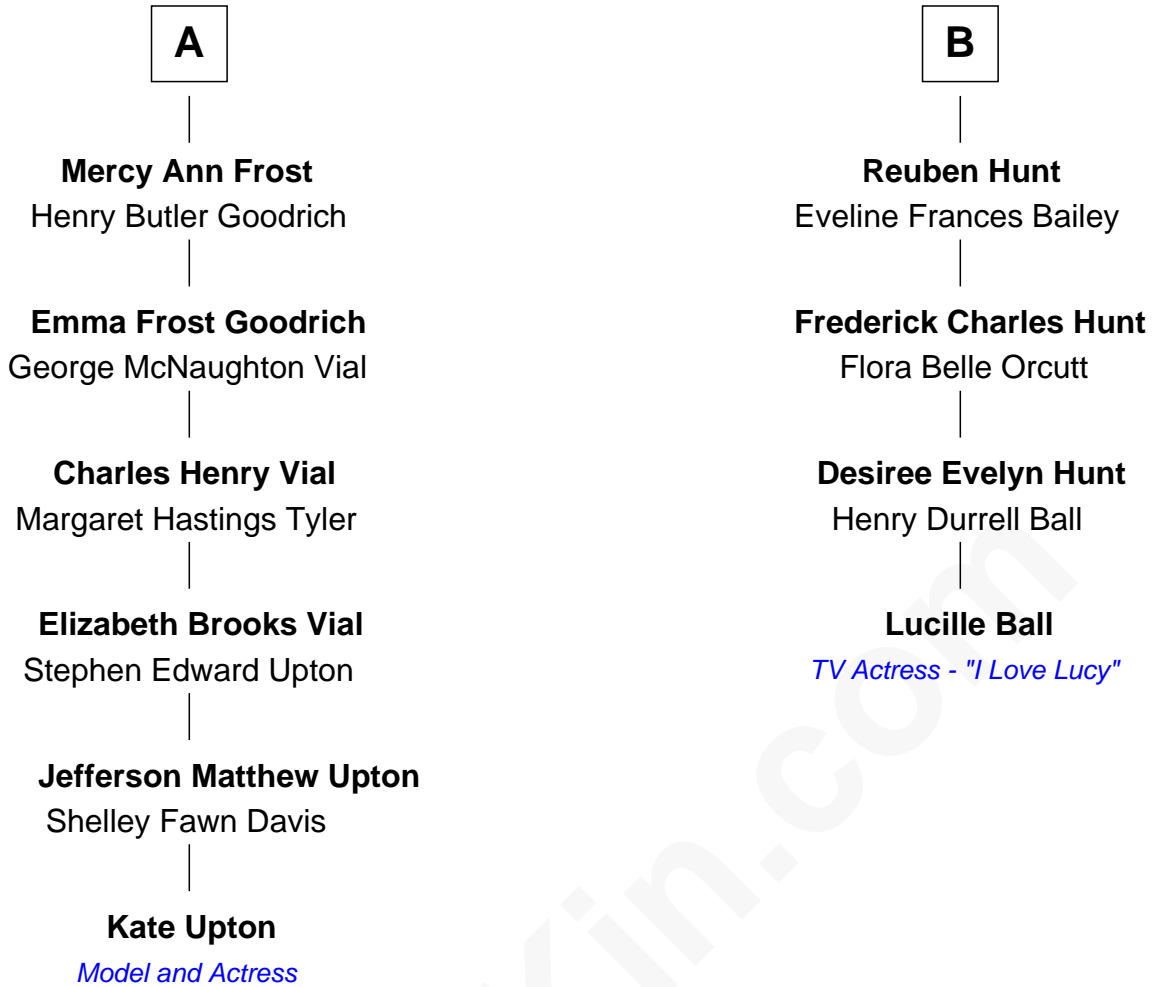 A
Mercy Ann Frost
Henry Butler Goodrich
Emma Frost Goodrich
George McNaughton Vial
Charles Henry Vial
Margaret Hastings Tyler
Elizabeth Brooks Vial
Stephen Edward Upton
Jefferson Matthew Upton
Shelley Fawn Davis
Kate Upton
Model and Actress
B
Reuben Hunt
Eveline Frances Bailey
Frederick Charles Hunt
Flora Belle Orcutt
Desiree Evelyn Hunt
Henry Durrell Ball
Lucille Ball
TV Actress - "I Love Lucy"
Kin.com